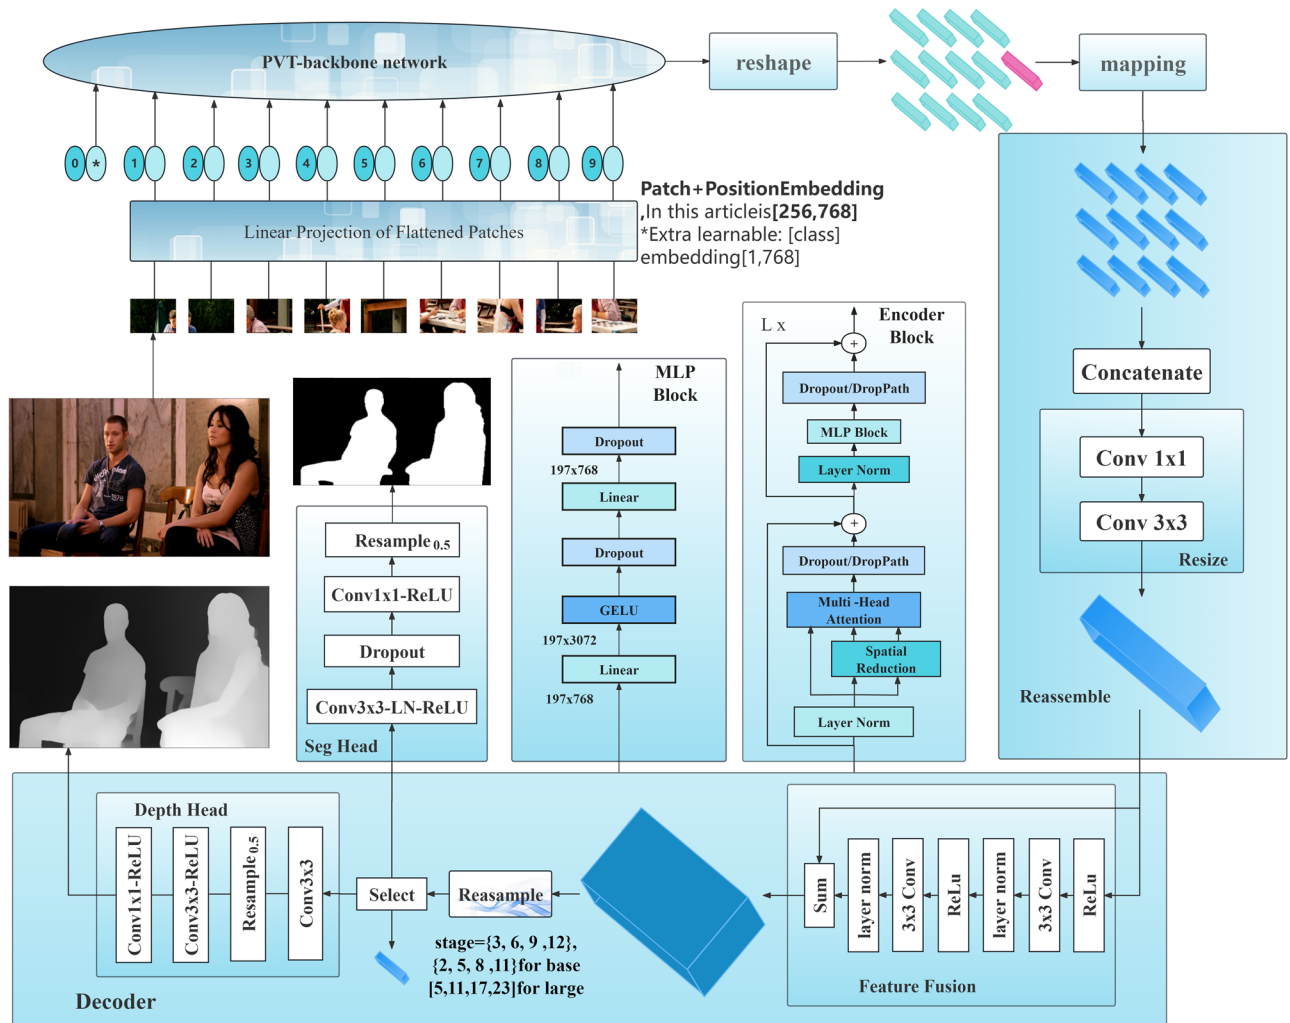 PVT-backbone network
reshape
mapping
0 * 1 2 3 4 5 6 7 8 9
Linear Projection of Flattened Patches
Patch+PositionEmbedding
,In this articleis[256,768]
*Extra learnable: [class]
embedding[1,768]
MLP
Block
Dropout
197x768
Linear
Dropout
GELU
197x3072
Linear
197x768
L x
Encoder
Block
+
Dropout/DropPath
MLP Block
Layer Norm
+
Dropout/DropPath
Multi -Head
Attention
Spatial
Reduction
Layer Norm
Concatenate
Conv 1x1
Conv 3x3
Resize
Reassemble
Resample0.5
Conv1x1-ReLU
Dropout
Conv3x3-LN-ReLU
Seg Head
Depth Head
Conv1x1-ReLU
Conv3x3-ReLU
Resample0.5
Conv3x3
Select
Reasample
stage={3, 6, 9 ,12},
{2, 5, 8 ,11}for base
[5,11,17,23]for large
Decoder
Sum
layer norm
3x3 Conv
ReLu
layer norm
3x3 Conv
ReLu
Feature Fusion